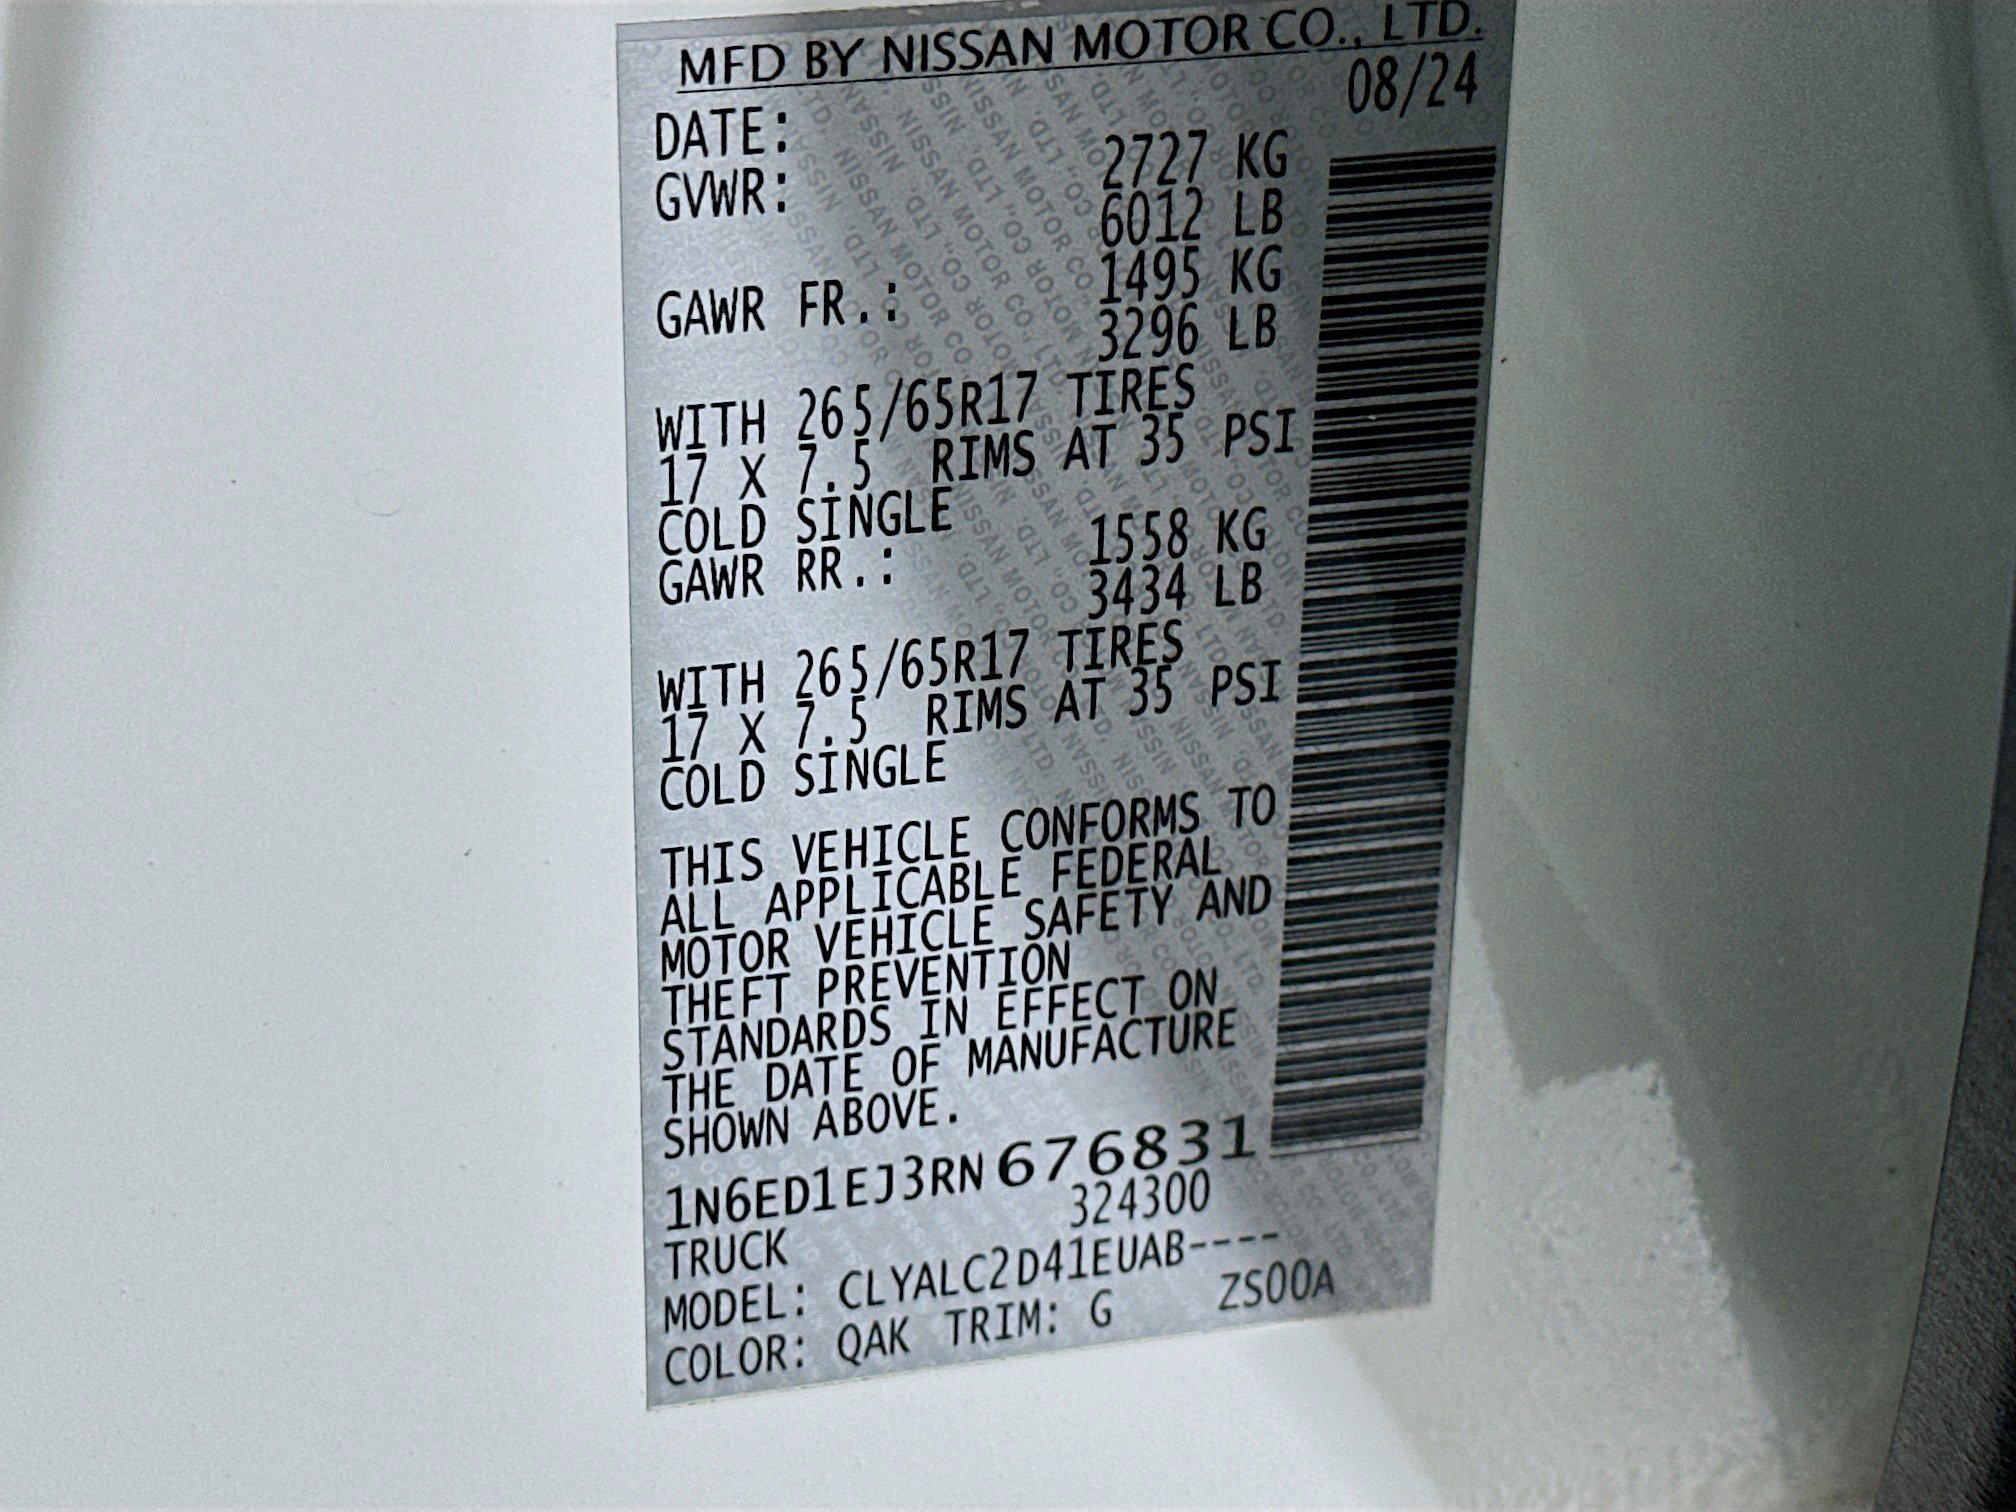 MFD BY NISSAN MOTOR CO., LTD.
DATE: 08/24
GVWR: 2727 KG
6012 LB
GAWR FR.: 1495 KG
3296 LB
WITH 265/65R17 TIRES
17 X 7.5 RIMS AT 35 PSI
COLD SINGLE
GAWR RR.: 1558 KG
3434 LB
WITH 265/65R17 TIRES
17 X 7.5 RIMS AT 35 PSI
COLD SINGLE
THIS VEHICLE CONFORMS TO
ALL APPLICABLE FEDERAL
MOTOR VEHICLE SAFETY AND
THEFT PREVENTION
STANDARDS IN EFFECT ON
THE DATE OF MANUFACTURE
SHOWN ABOVE.
1N6ED1EJ3RN676831
TRUCK 324300
MODEL: CLYALC2D41EUAB----
COLOR: QAK TRIM: G ZS00A